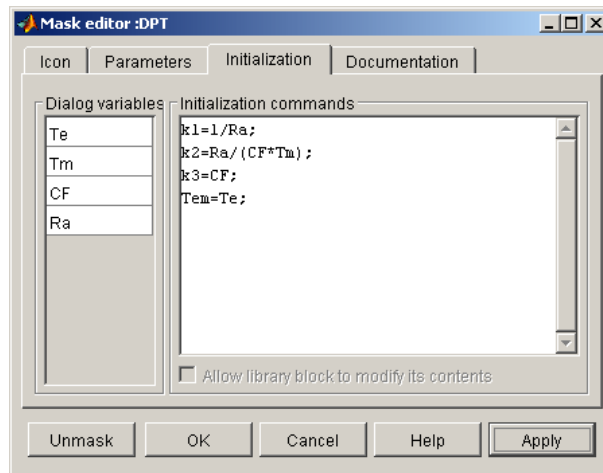 Mask editor :DPT
Icon Parameters Initialization Documentation
Dialog variables
Te
Tm
CF
Ra
Initialization commands
k1=1/Ra;
k2=Ra/(CF*Tm);
k3=CF;
Tem=Te;
Allow library block to modify its contents
Unmask OK Cancel Help Apply